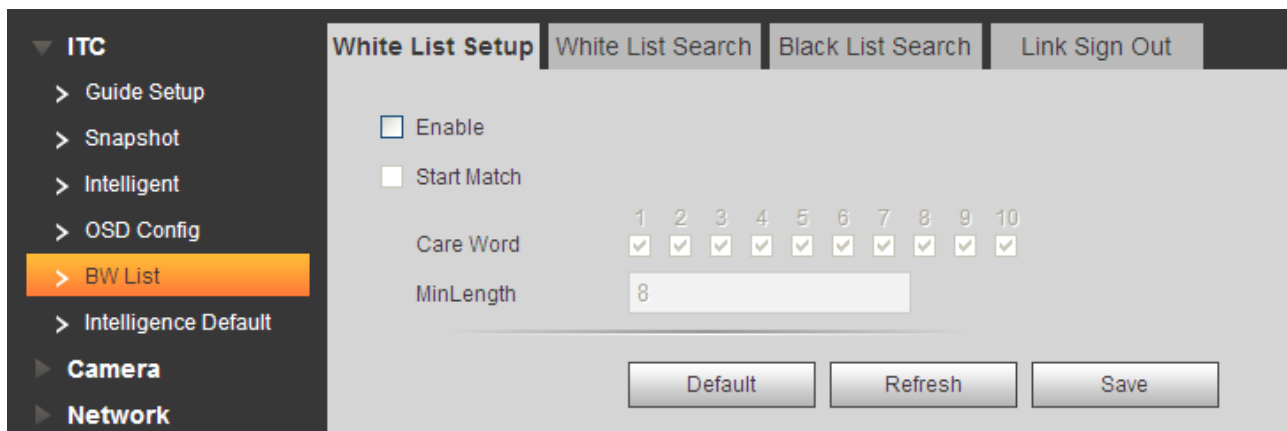 ITC
Guide Setup
Snapshot
Intelligent
OSD Config
BW List
Intelligence Default
Camera
Network
White List Setup White List Search Black List Search Link Sign Out
Enable
Start Match
1 2 3 4 5 6 7 8 9 10
Care Word
MinLength 8
Default Refresh Save